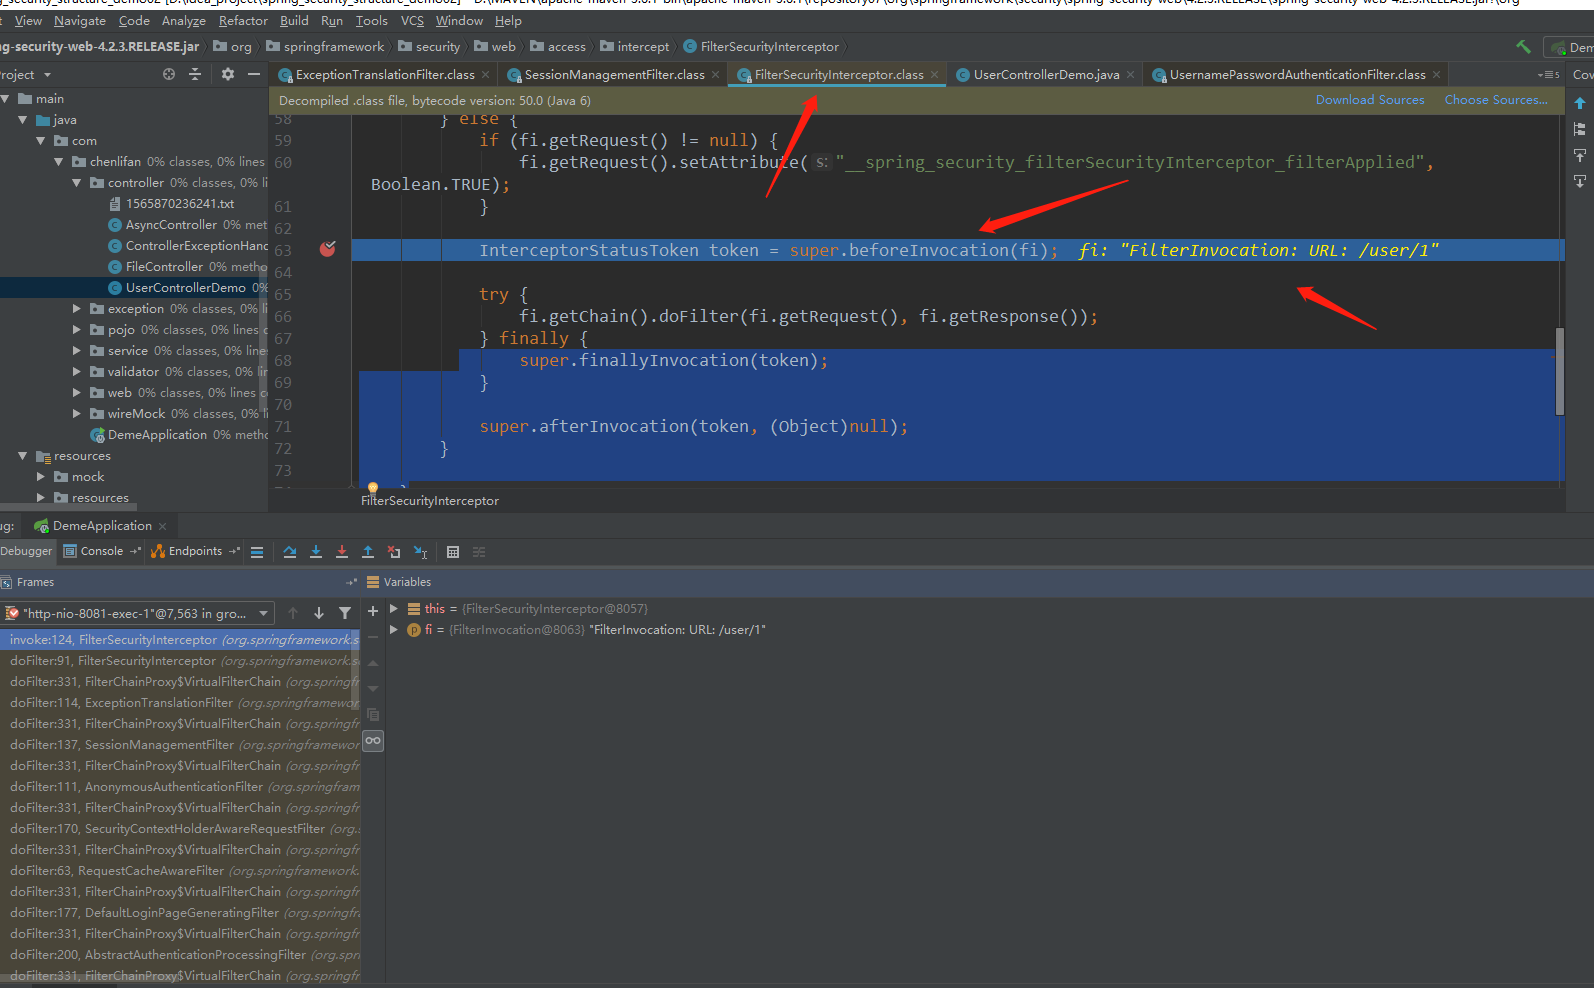 View Navigate Code Analyze Refactor Build Run Tools VCS Window Help
ng-security-web-4.2.3.RELEASE.jar org springframework security web access intercept FilterSecurityInterceptor
roject
ExceptionTranslationFilter.class SessionManagementFilter.class FilterSecurityInterceptor.class UserControllerDemo.java UsernamePasswordAuthenticationFilter.class
Decompiled .class file, bytecode version: 50.0 (Java 6) Download Sources Choose Sources...
Cov
main
java
com
chenlifan 0% classes, 0% lines
controller 0% classes, 0% li
1565870236241.txt
AsyncController 0% met
ControllerExceptionHanc
FileController 0% metho
UserControllerDemo 0%
exception 0% classes, 0% li
pojo 0% classes, 0% lines c
service 0% classes, 0% line
validator 0% classes, 0% lin
web 0% classes, 0% lines c
wireMock 0% classes, 0% li
DemeApplication 0% metho
resources
mock
resources
58 } else {
59 if (fi.getRequest() != null) {
60 fi.getRequest().setAttribute( s: "__spring_security_filterSecurityInterceptor_filterApplied",
Boolean.TRUE);
61 }
62
63 InterceptorStatusToken token = super.beforeInvocation(fi); fi: "FilterInvocation: URL: /user/1"
64
65 try {
66 fi.getChain().doFilter(fi.getRequest(), fi.getResponse());
67 } finally {
68 super.finallyInvocation(token);
69 }
70
71 super.afterInvocation(token, (Object)null);
72 }
73
FilterSecurityInterceptor
ug: DemeApplication
Debugger Console Endpoints
Frames Variables
"http-nio-8081-exec-1"@7,563 in gro...
this = {FilterSecurityInterceptor@8057}
fi = {FilterInvocation@8063} "FilterInvocation: URL: /user/1"
invoke:124, FilterSecurityInterceptor (org.springframework.s
doFilter:91, FilterSecurityInterceptor (org.springframework.s
doFilter:331, FilterChainProxy$VirtualFilterChain (org.springfr
doFilter:114, ExceptionTranslationFilter (org.springframewor
doFilter:331, FilterChainProxy$VirtualFilterChain (org.springfr
doFilter:137, SessionManagementFilter (org.springframewor
doFilter:331, FilterChainProxy$VirtualFilterChain (org.springfr
doFilter:111, AnonymousAuthenticationFilter (org.springfram
doFilter:331, FilterChainProxy$VirtualFilterChain (org.springfr
doFilter:170, SecurityContextHolderAwareRequestFilter (org.
doFilter:331, FilterChainProxy$VirtualFilterChain (org.springfr
doFilter:63, RequestCacheAwareFilter (org.springframework.
doFilter:331, FilterChainProxy$VirtualFilterChain (org.springfr
doFilter:177, DefaultLoginPageGeneratingFilter (org.springfr
doFilter:331, FilterChainProxy$VirtualFilterChain (org.springfr
doFilter:200, AbstractAuthenticationProcessingFilter (org.spri
doFilter:331, FilterChainProxy$VirtualFilterChain (org.springfr